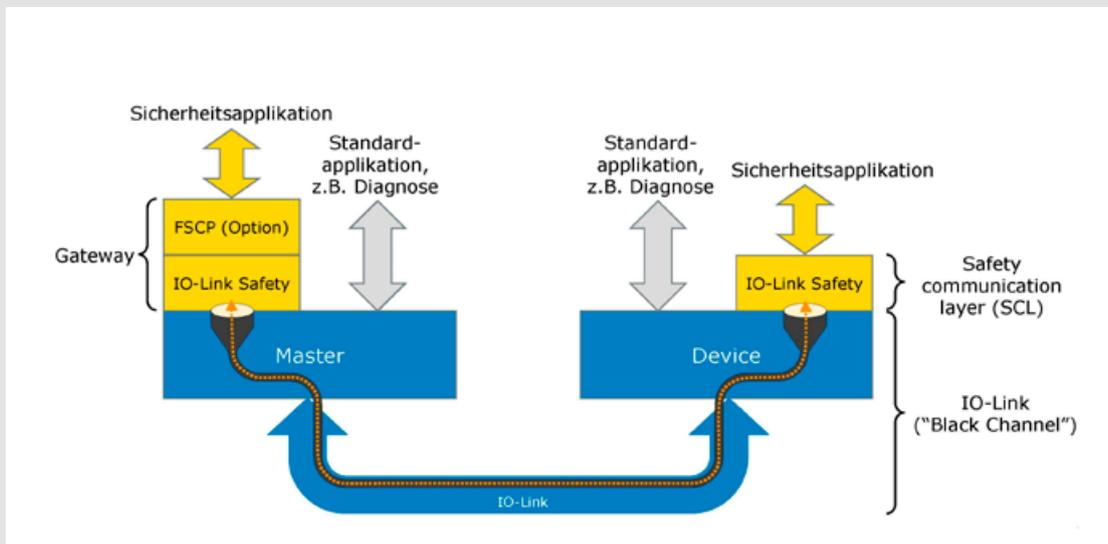 Sicherheitsapplikation
Standard-
applikation,
z.B. Diagnose
Standard-
applikation,
z.B. Diagnose
Sicherheitsapplikation
FSCP (Option)
Gateway
IO-Link Safety
IO-Link Safety
Safety
communication
layer (SCL)
Master
Device
IO-Link
(“Black Channel”)
IO-Link